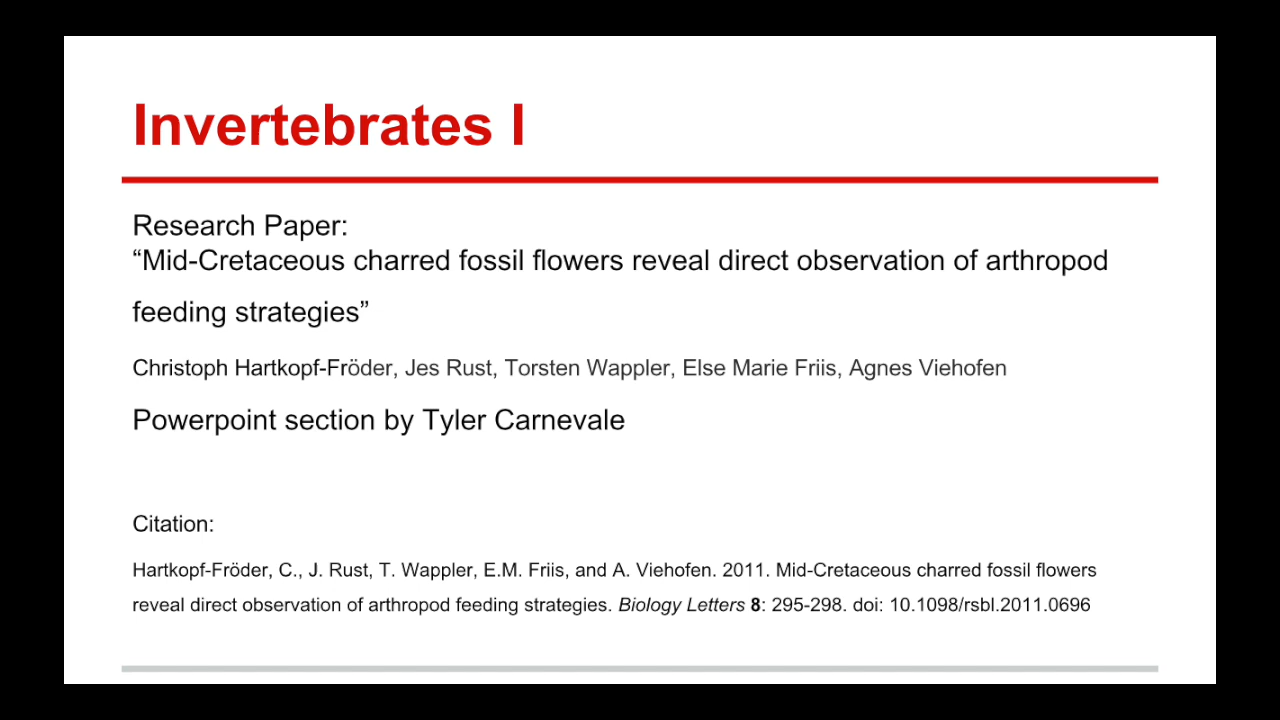 Invertebrates I
Research Paper:
“Mid-Cretaceous charred fossil flowers reveal direct observation of arthropod
feeding strategies”
Christoph Hartkopf-Fröder, Jes Rust, Torsten Wappler, Else Marie Friis, Agnes Viehofen
Powerpoint section by Tyler Carnevale
Citation:
Hartkopf-Fröder, C., J. Rust, T. Wappler, E.M. Friis, and A. Viehofen. 2011. Mid-Cretaceous charred fossil flowers
reveal direct observation of arthropod feeding strategies. Biology Letters 8: 295-298. doi: 10.1098/rsbl.2011.0696